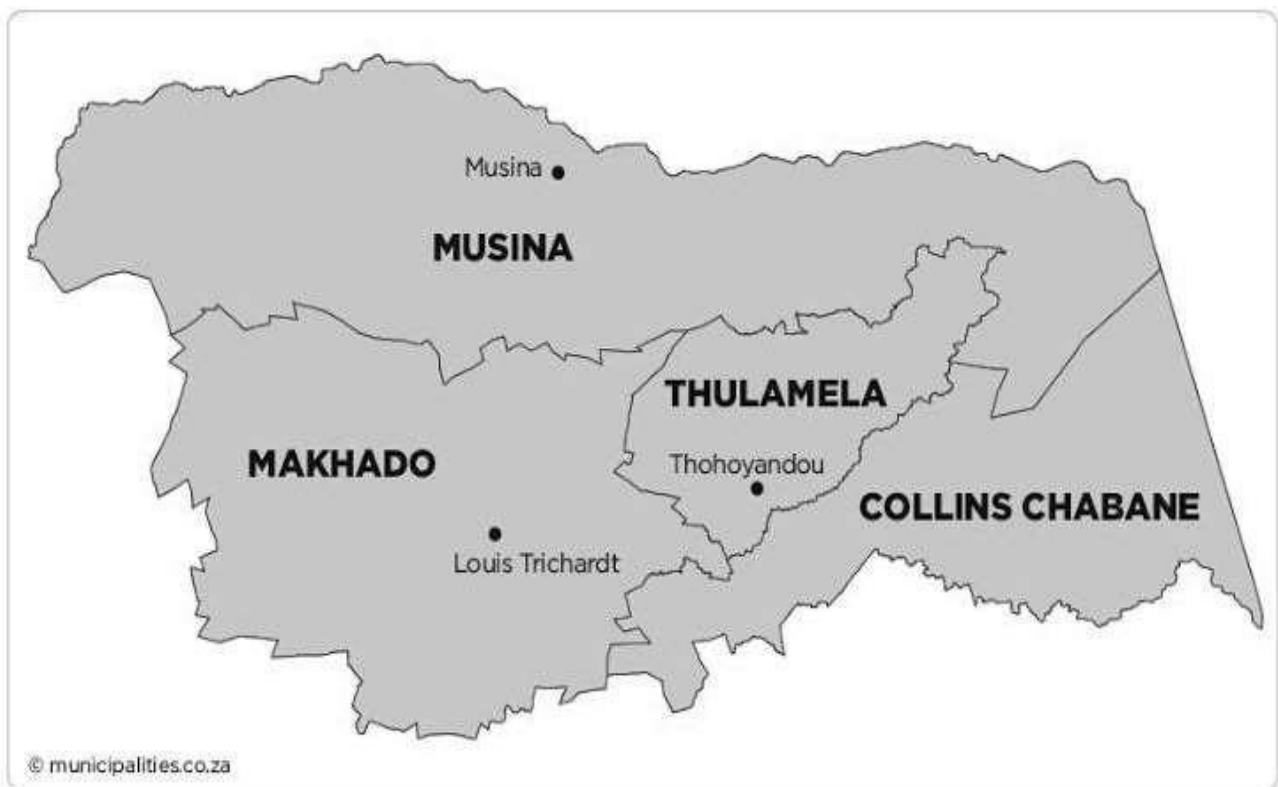 Musina
MUSINA
THULAMELA
MAKHADO
Thohoyandou
COLLINS CHABANE
Louis Trichardt
© municipalities.co.za